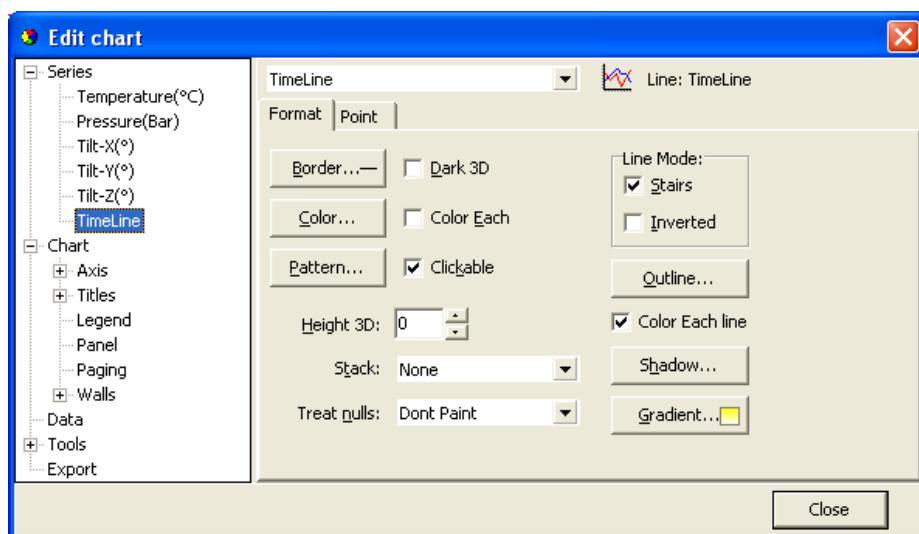 Edit chart
Series
Temperature(°C)
Pressure(Bar)
Tilt-X(°)
Tilt-Y(°)
Tilt-Z(°)
TimeLine
Chart
Axis
Titles
Legend
Panel
Paging
Walls
Data
Tools
Export
TimeLine
Line: TimeLine
Format
Point
Border...
Dark 3D
Color...
Color Each
Pattern...
Clickable
Height 3D:
0
Stack:
None
Treat nulls:
Dont Paint
Line Mode:
Stairs
Inverted
Outline...
Color Each line
Shadow...
Gradient...
Close